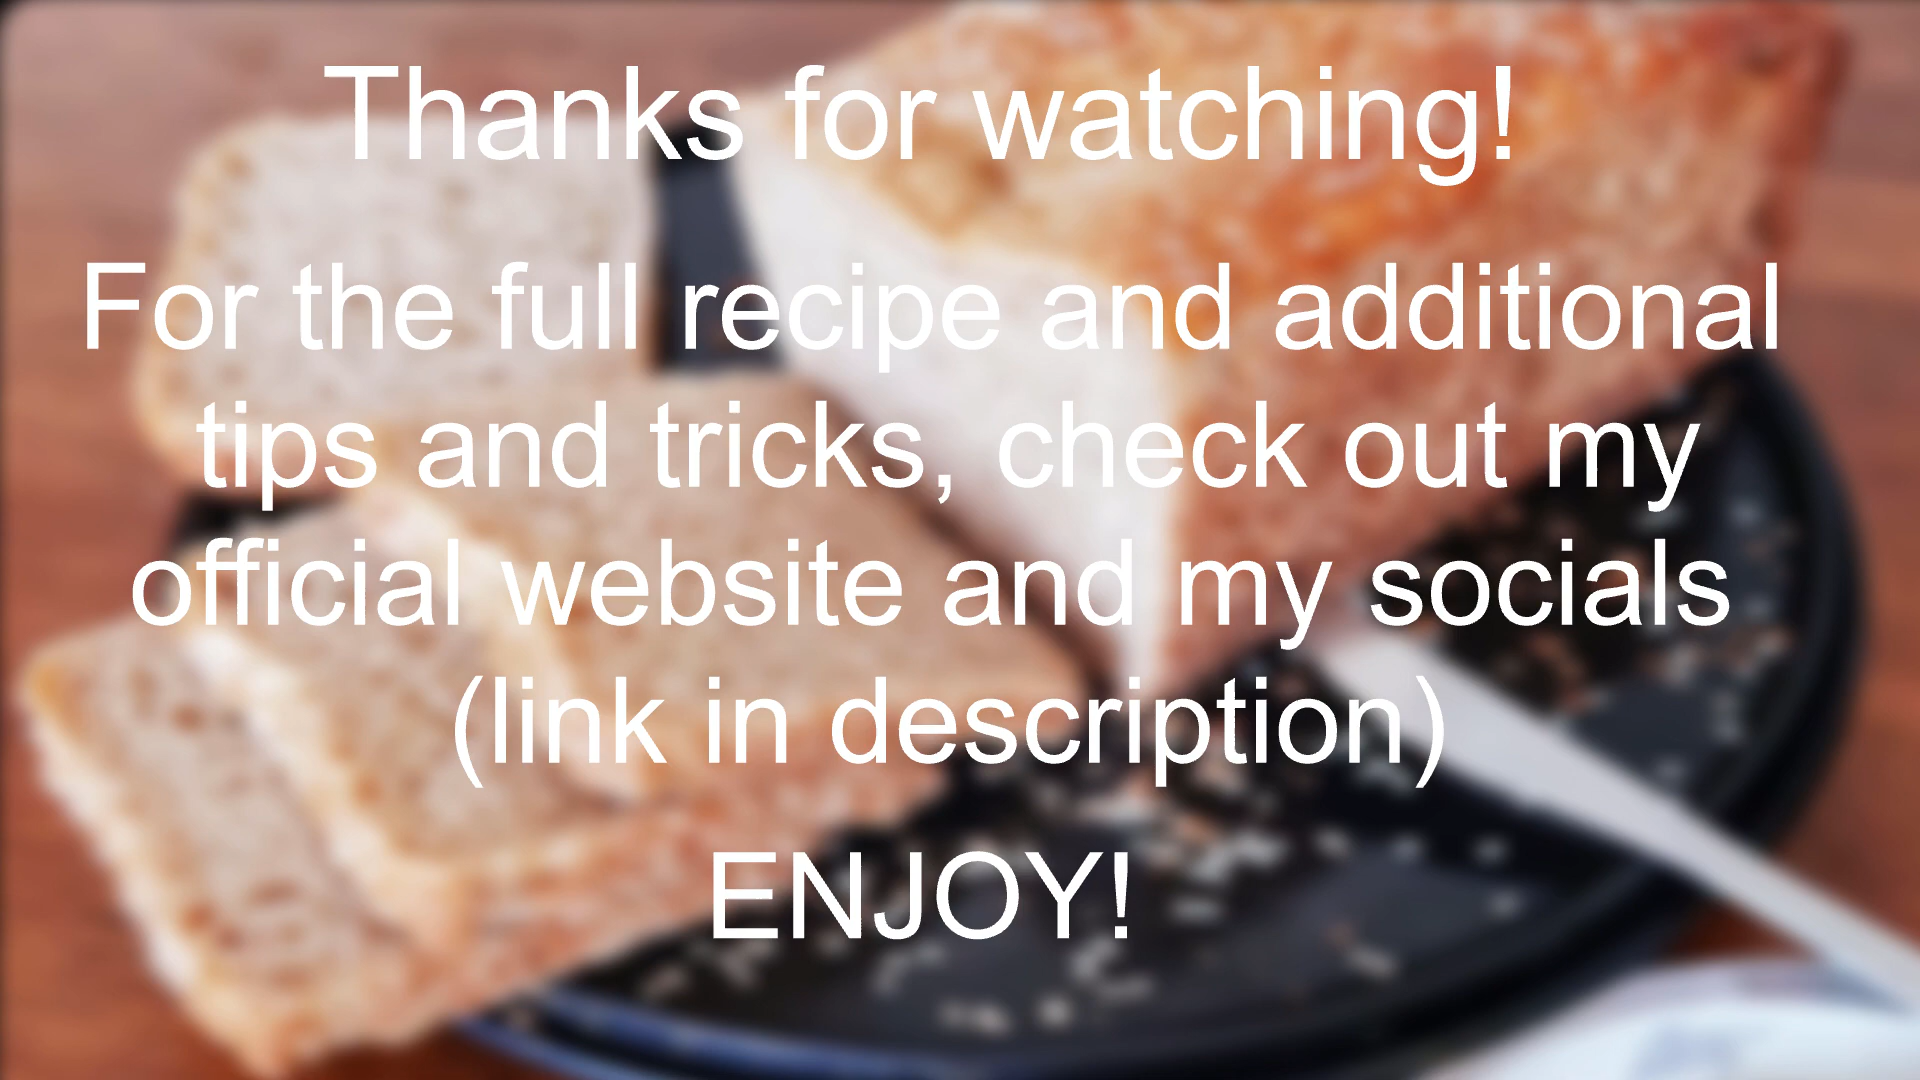 Thanks for watching!
For the full recipe and additional
tips and tricks, check out my
official website and my socials
(link in description)
ENJOY!